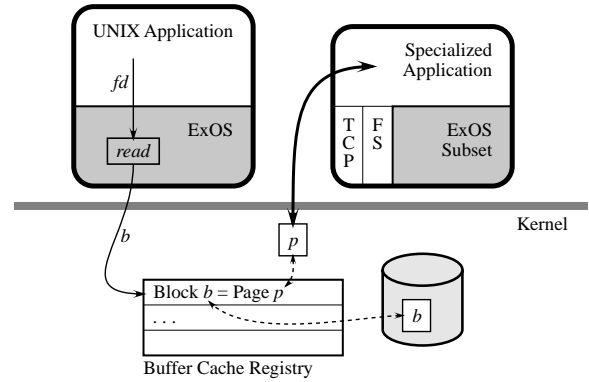 UNIX Application
fd
ExOS
read
b
Specialized
Application
T
C
P
F
S
ExOS
Subset
Kernel
p
Block b = Page p
. . .
b
Buffer Cache Registry